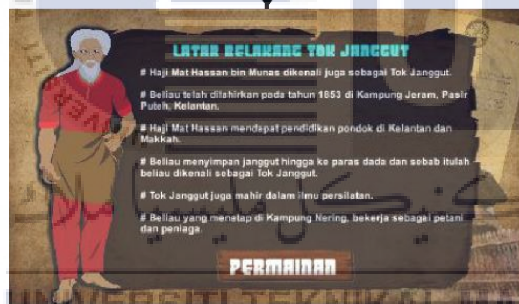 LATAR BELAKANG TOK JANGGUT
# Haji Mat Hassan bin Munas dikenali juga sebagai Tok Janggut.
# Beliau telah dilahirkan pada tahun 1853 di Kampung Jeram, Pasir
Puteh, Kelantan.
# Haji Mat Hassan mendapat pendidikan pondok di Kelantan dan
Makkah.
# Beliau menyimpan janggut hingga ke paras dada dan sebab itulah
beliau dikenali sebagai Tok Janggut.
# Tok Janggut juga mahir dalam ilmu persilatan.
# Beliau yang menetap di Kampung Nering, bekerja sebagai petani
dan peniaga.
PERMAINAN
UNIVERSITI TEKNIKAL